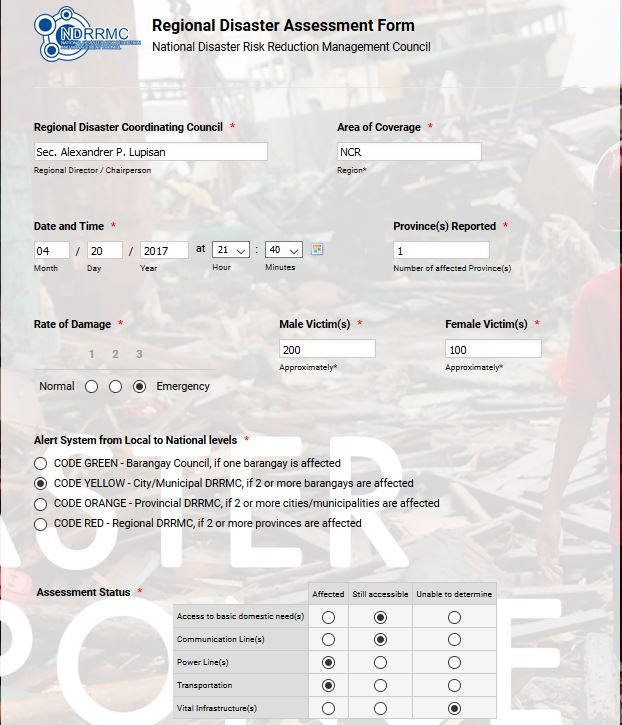 Regional Disaster Assessment Form
NDRRMC
National Disaster Risk Reduction Management Council
Regional Disaster Coordinating Council *
Area of Coverage *
Sec. Alexandrer P. Lupisan
NCR
Regional Director / Chairperson
Region*
Date and Time *
Province(s) Reported *
04 / 20 / 2017 at 21 : 40
1
Month Day Year Hour Minutes
Number of affected Province(s)
Rate of Damage *
Male Victim(s) *
Female Victim(s) *
1 2 3
200
100
Approximately*
Approximately*
Normal Emergency
Alert System from Local to National levels *
CODE GREEN - Barangay Council, if one barangay is affected
CODE YELLOW - City/Municipal DRRMC, if 2 or more barangays are affected
CODE ORANGE - Provincial DRRMC, if 2 or more cities/municipalities are affected
CODE RED - Regional DRRMC, if 2 or more provinces are affected
ASTER
Assessment Status *
Affected Still accessible Unable to determine
Access to basic domestic need(s)
Communication Line(s)
Power Line(s)
Transportation
Vital Infrastructure(s)